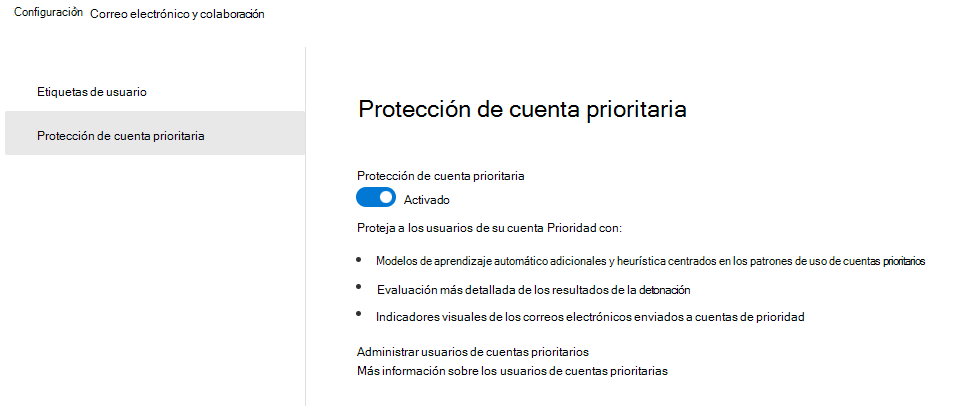 Configuración Correo electrónico y colaboración
Etiquetas de usuario
Protección de cuenta prioritaria
Protección de cuenta prioritaria
Protección de cuenta prioritaria
Activado
Proteja a los usuarios de su cuenta Prioridad con:
• Modelos de aprendizaje automático adicionales y heurística centrados en los patrones de uso de cuentas prioritarios
• Evaluación más detallada de los resultados de la detonación
• Indicadores visuales de los correos electrónicos enviados a cuentas de prioridad
Administrar usuarios de cuentas prioritarios
Más información sobre los usuarios de cuentas prioritarias